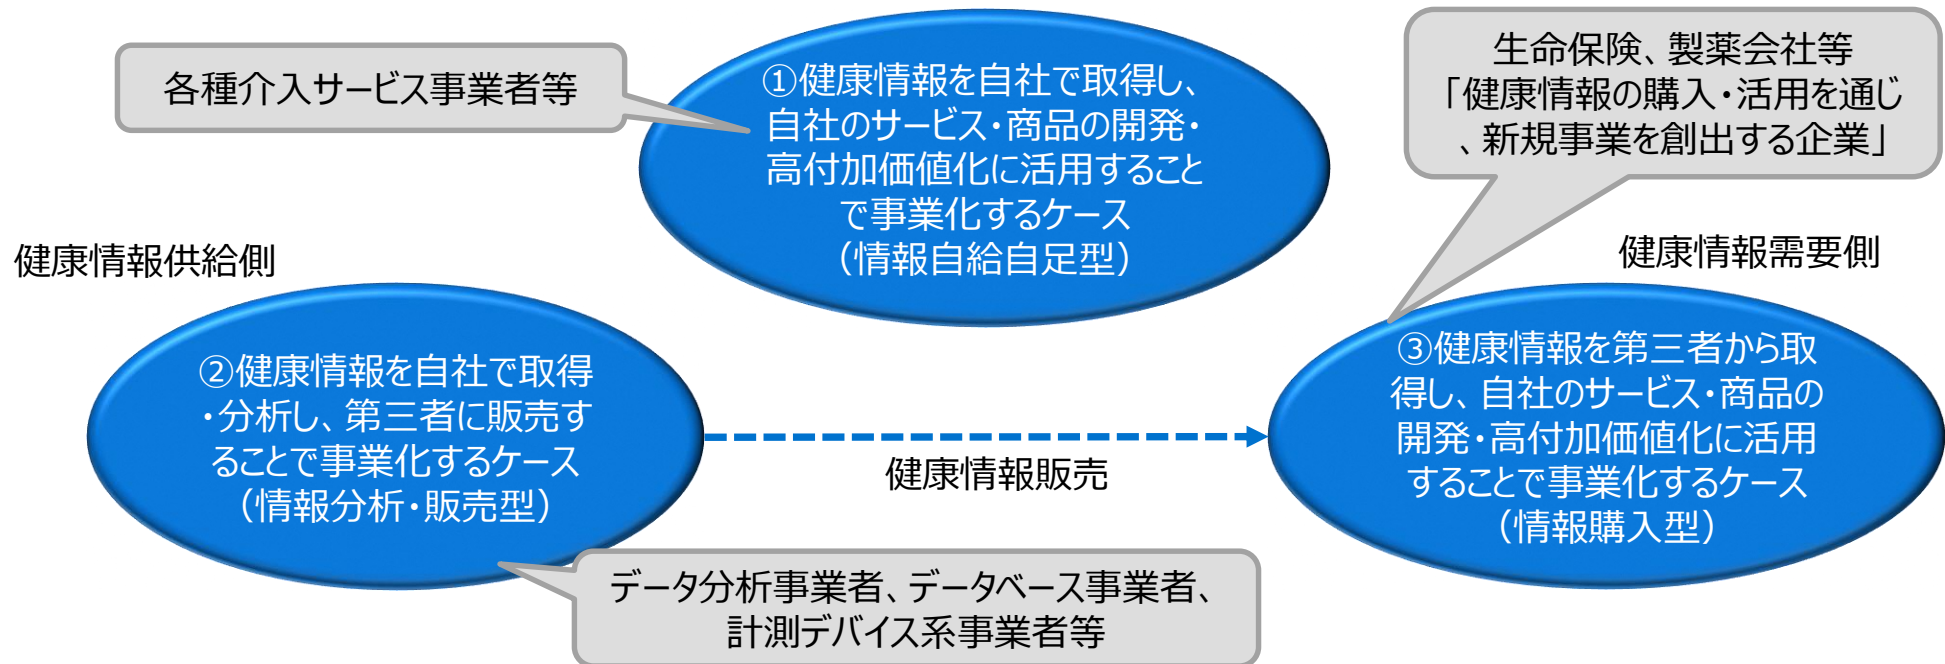 各種介入サービス事業者等
①健康情報を自社で取得し、
自社のサービス・商品の開発・
高付加価値化に活用すること
で事業化するケース
（情報自給自足型）
生命保険、製薬会社等
「健康情報の購入・活用を通じ
、新規事業を創出する企業」
健康情報供給側
健康情報需要側
②健康情報を自社で取得
・分析し、第三者に販売す
ることで事業化するケース
（情報分析・販売型）
健康情報販売
③健康情報を第三者から取
得し、自社のサービス・商品の
開発・高付加価値化に活用
することで事業化するケース
（情報購入型）
データ分析事業者、データベース事業者、
計測デバイス系事業者等